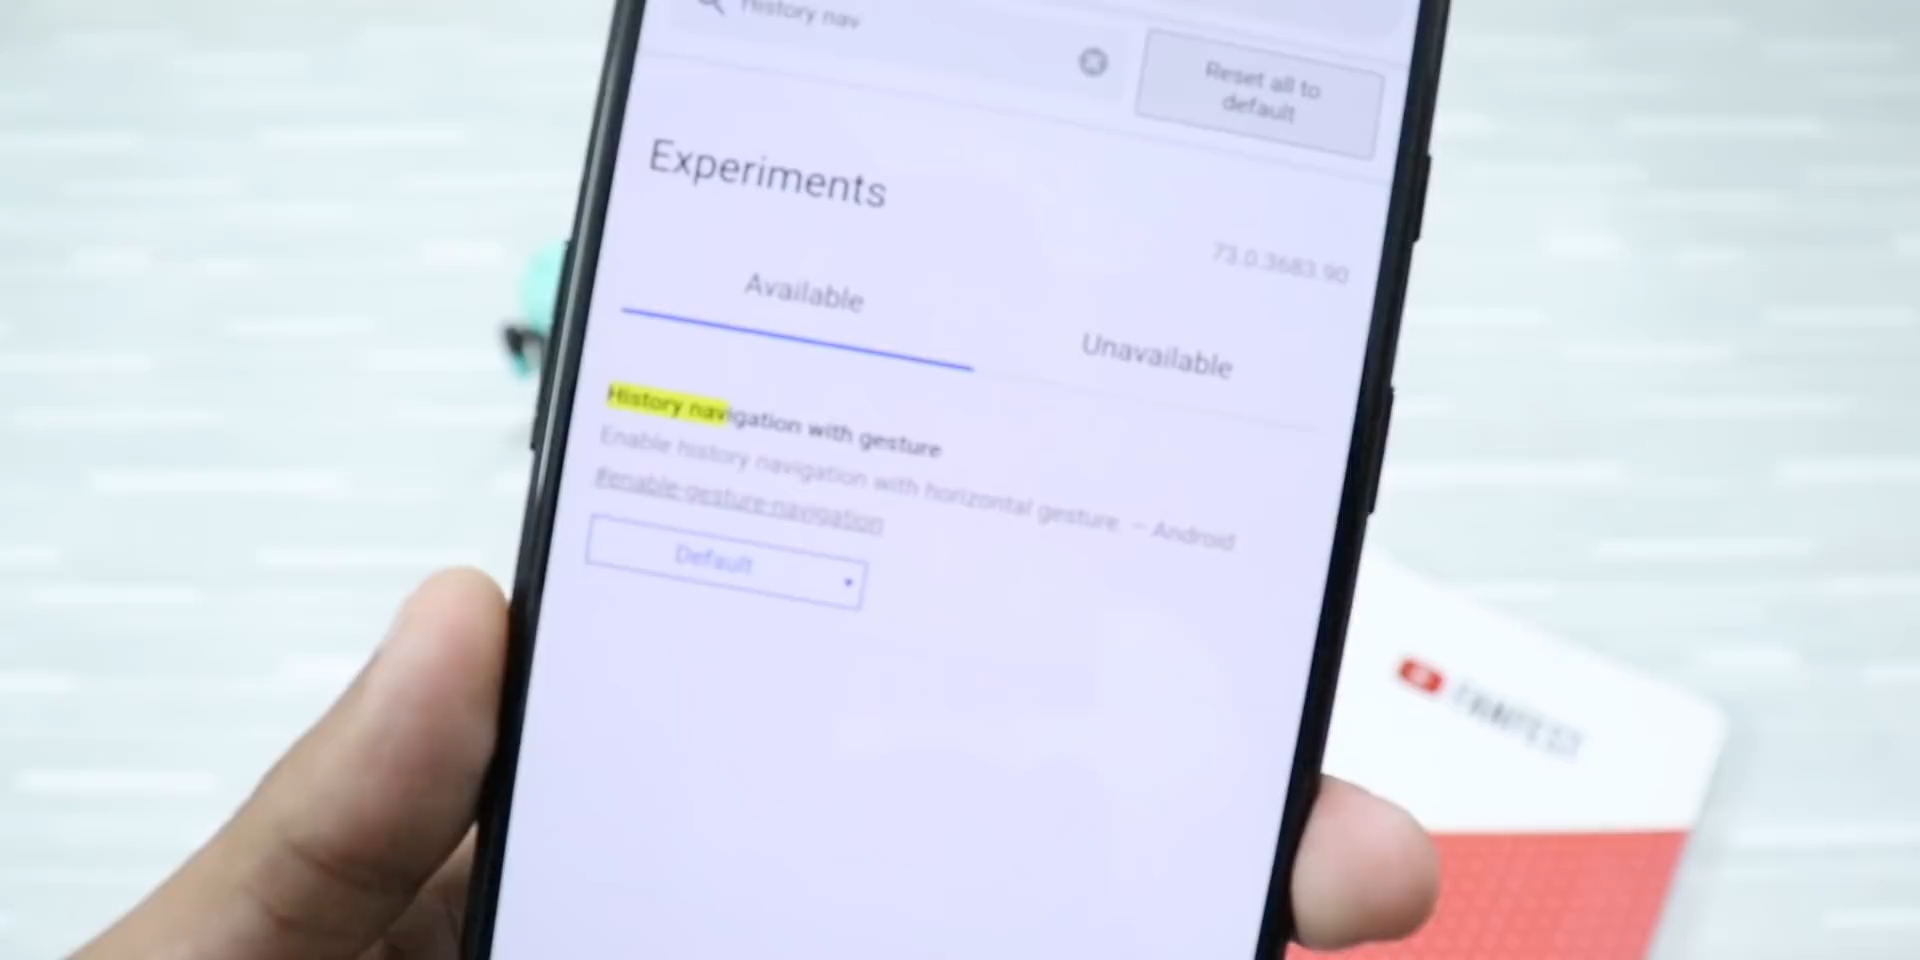 History nav
Reset all to
default
Experiments
73.0.3683.90
Available
Unavailable
History navigation with gesture
Enable history navigation with horizontal gesture. – Android
#enable-gesture-navigation
Default
FANFEST